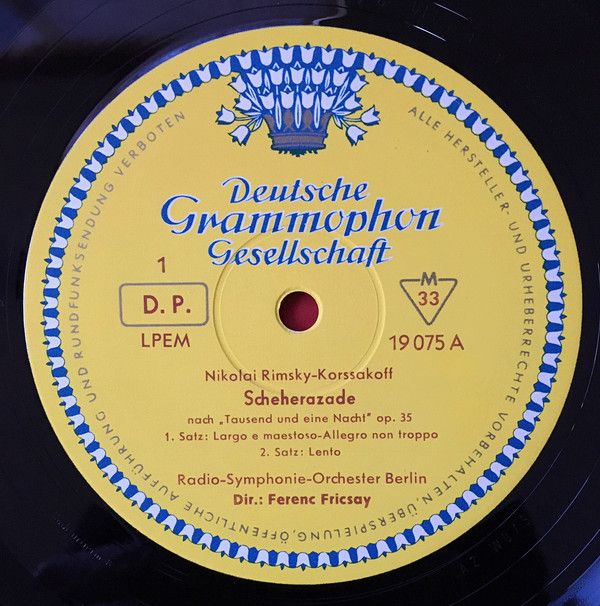 ALLE HERSTELLER- UND URHEBERRECHTE VORBEHALTEN, ÜBERSPIELUNG, ÖFFENTLICHE AUFFÜHRUNG UND RUNDFUNKSENDUNG VERBOTEN
Deutsche
Grammophon
Gesellschaft
1
D. P.
LPEM
M
33
19 075 A
Nikolai Rimsky-Korssakoff
Scheherazade
nach „Tausend und eine Nacht" op. 35
1. Satz: Largo e maestoso-Allegro non troppo
2. Satz: Lento
Radio-Symphonie-Orchester Berlin
Dir.: Ferenc Fricsay